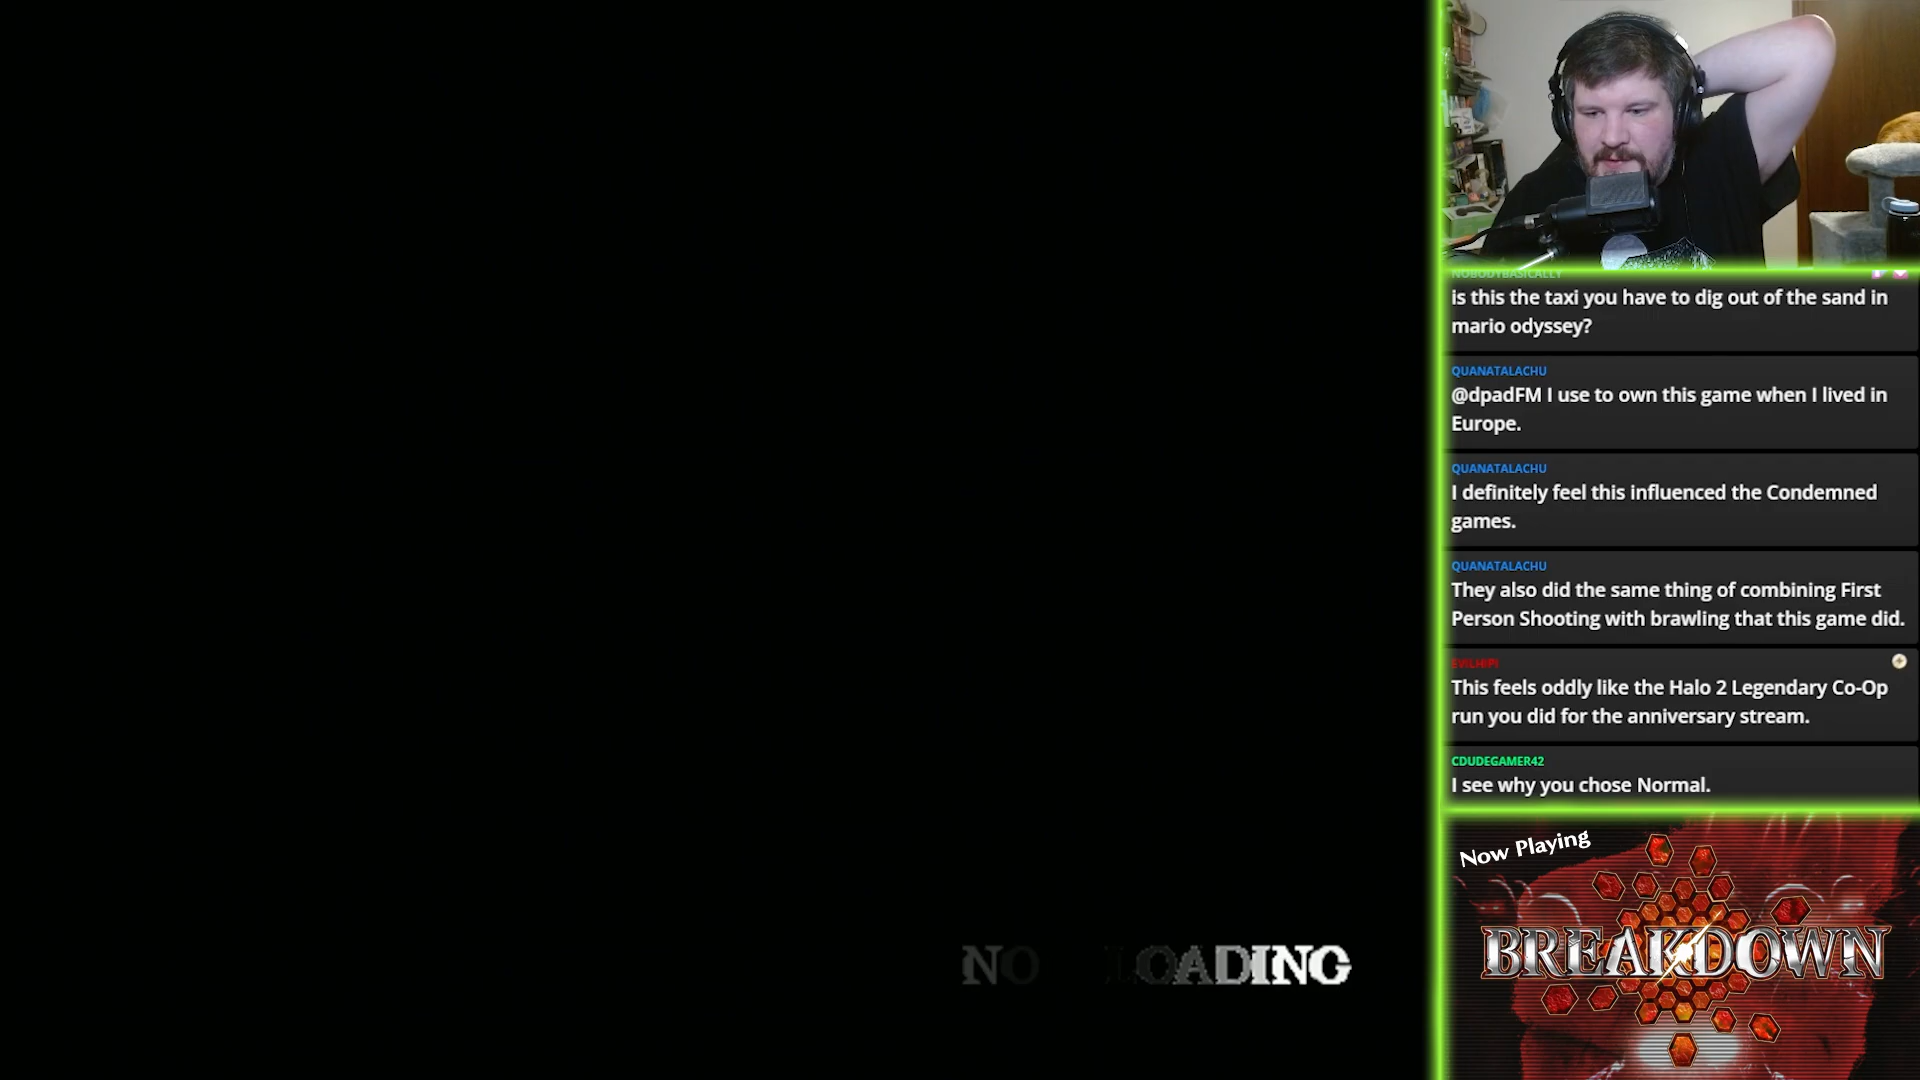 NO LOADING
NOBODYBASICALLY
is this the taxi you have to dig out of the sand in
mario odyssey?
QUANATALACHU
@dpadFM I use to own this game when I lived in
Europe.
QUANATALACHU
I definitely feel this influenced the Condemned
games.
QUANATALACHU
They also did the same thing of combining First
Person Shooting with brawling that this game did.
EVILHIPI
This feels oddly like the Halo 2 Legendary Co-Op
run you did for the anniversary stream.
CDUDEGAMER42
I see why you chose Normal.
Now Playing
BREAKDOWN